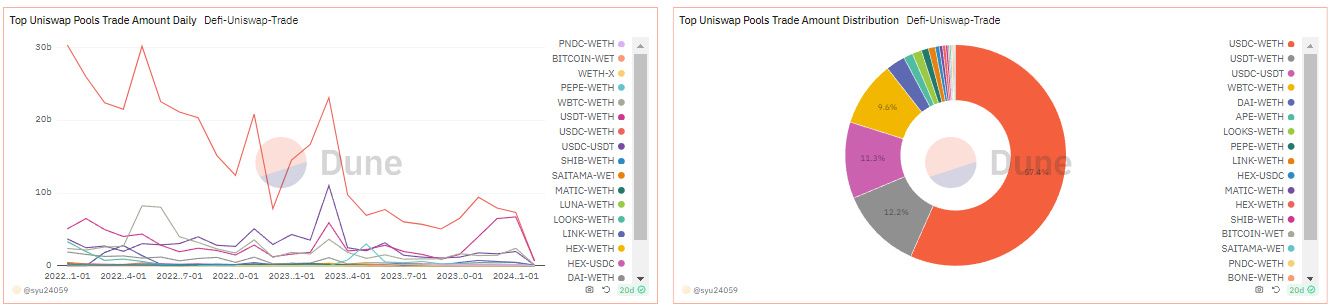 Top Uniswap Pools Trade Amount Daily Defi-Uniswap-Trade
30b
20b
10b
0
2022..1-01
2022..4-01
2022..7-01
2022..0-01
2023..1-01
2023..4-01
2023..7-01
2023..0-01
2024..1-01
Dune
PNDC-WETH
BITCOIN-WET
WETH-X
PEPE-WETH
WBTC-WETH
USDT-WETH
USDC-WETH
USDC-USDT
SHIB-WETH
SAITAMA-WET
MATIC-WETH
LUNA-WETH
LOOKS-WETH
LINK-WETH
HEX-WETH
HEX-USDC
DAI-WETH
@syu24059
20d
Top Uniswap Pools Trade Amount Distribution Defi-Uniswap-Trade
9.6%
11.3%
12.2%
57.4%
Dune
USDC-WETH
USDT-WETH
USDC-USDT
WBTC-WETH
DAI-WETH
APE-WETH
LOOKS-WETH
PEPE-WETH
LINK-WETH
HEX-USDC
MATIC-WETH
HEX-WETH
SHIB-WETH
BITCOIN-WET
SAITAMA-WET
PNDC-WETH
BONE-WETH
@syu24059
20d